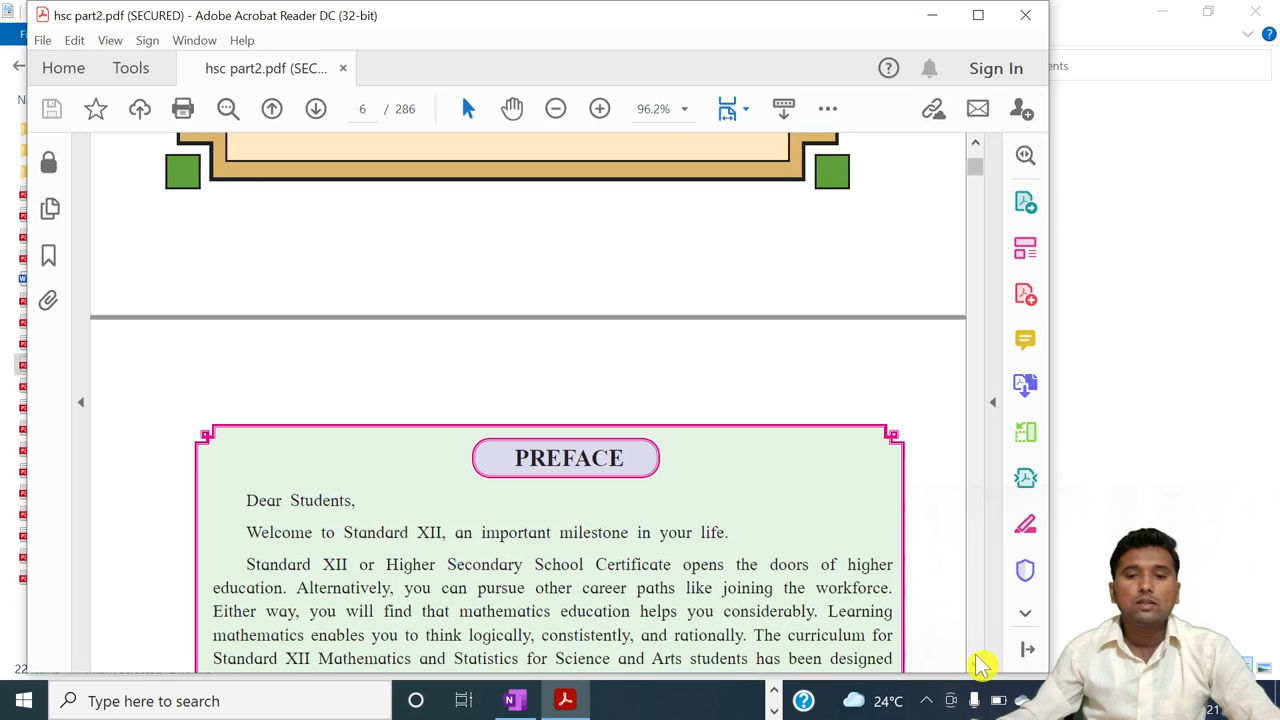 hsc part2.pdf (SECURED) - Adobe Acrobat Reader DC (32-bit)
File Edit View Sign Window Help
Home Tools hsc part2.pdf (SEC... × Sign In
6 / 286 96.2%
PREFACE
Dear Students,
Welcome to Standard XII, an important milestone in your life.
Standard XII or Higher Secondary School Certificate opens the doors of higher
education. Alternatively, you can pursue other career paths like joining the workforce.
Either way, you will find that mathematics education helps you considerably. Learning
mathematics enables you to think logically, constistently, and rationally. The curriculum for
Standard XII Mathematics and Statistics for Science and Arts students has been designed
Type here to search
24°C